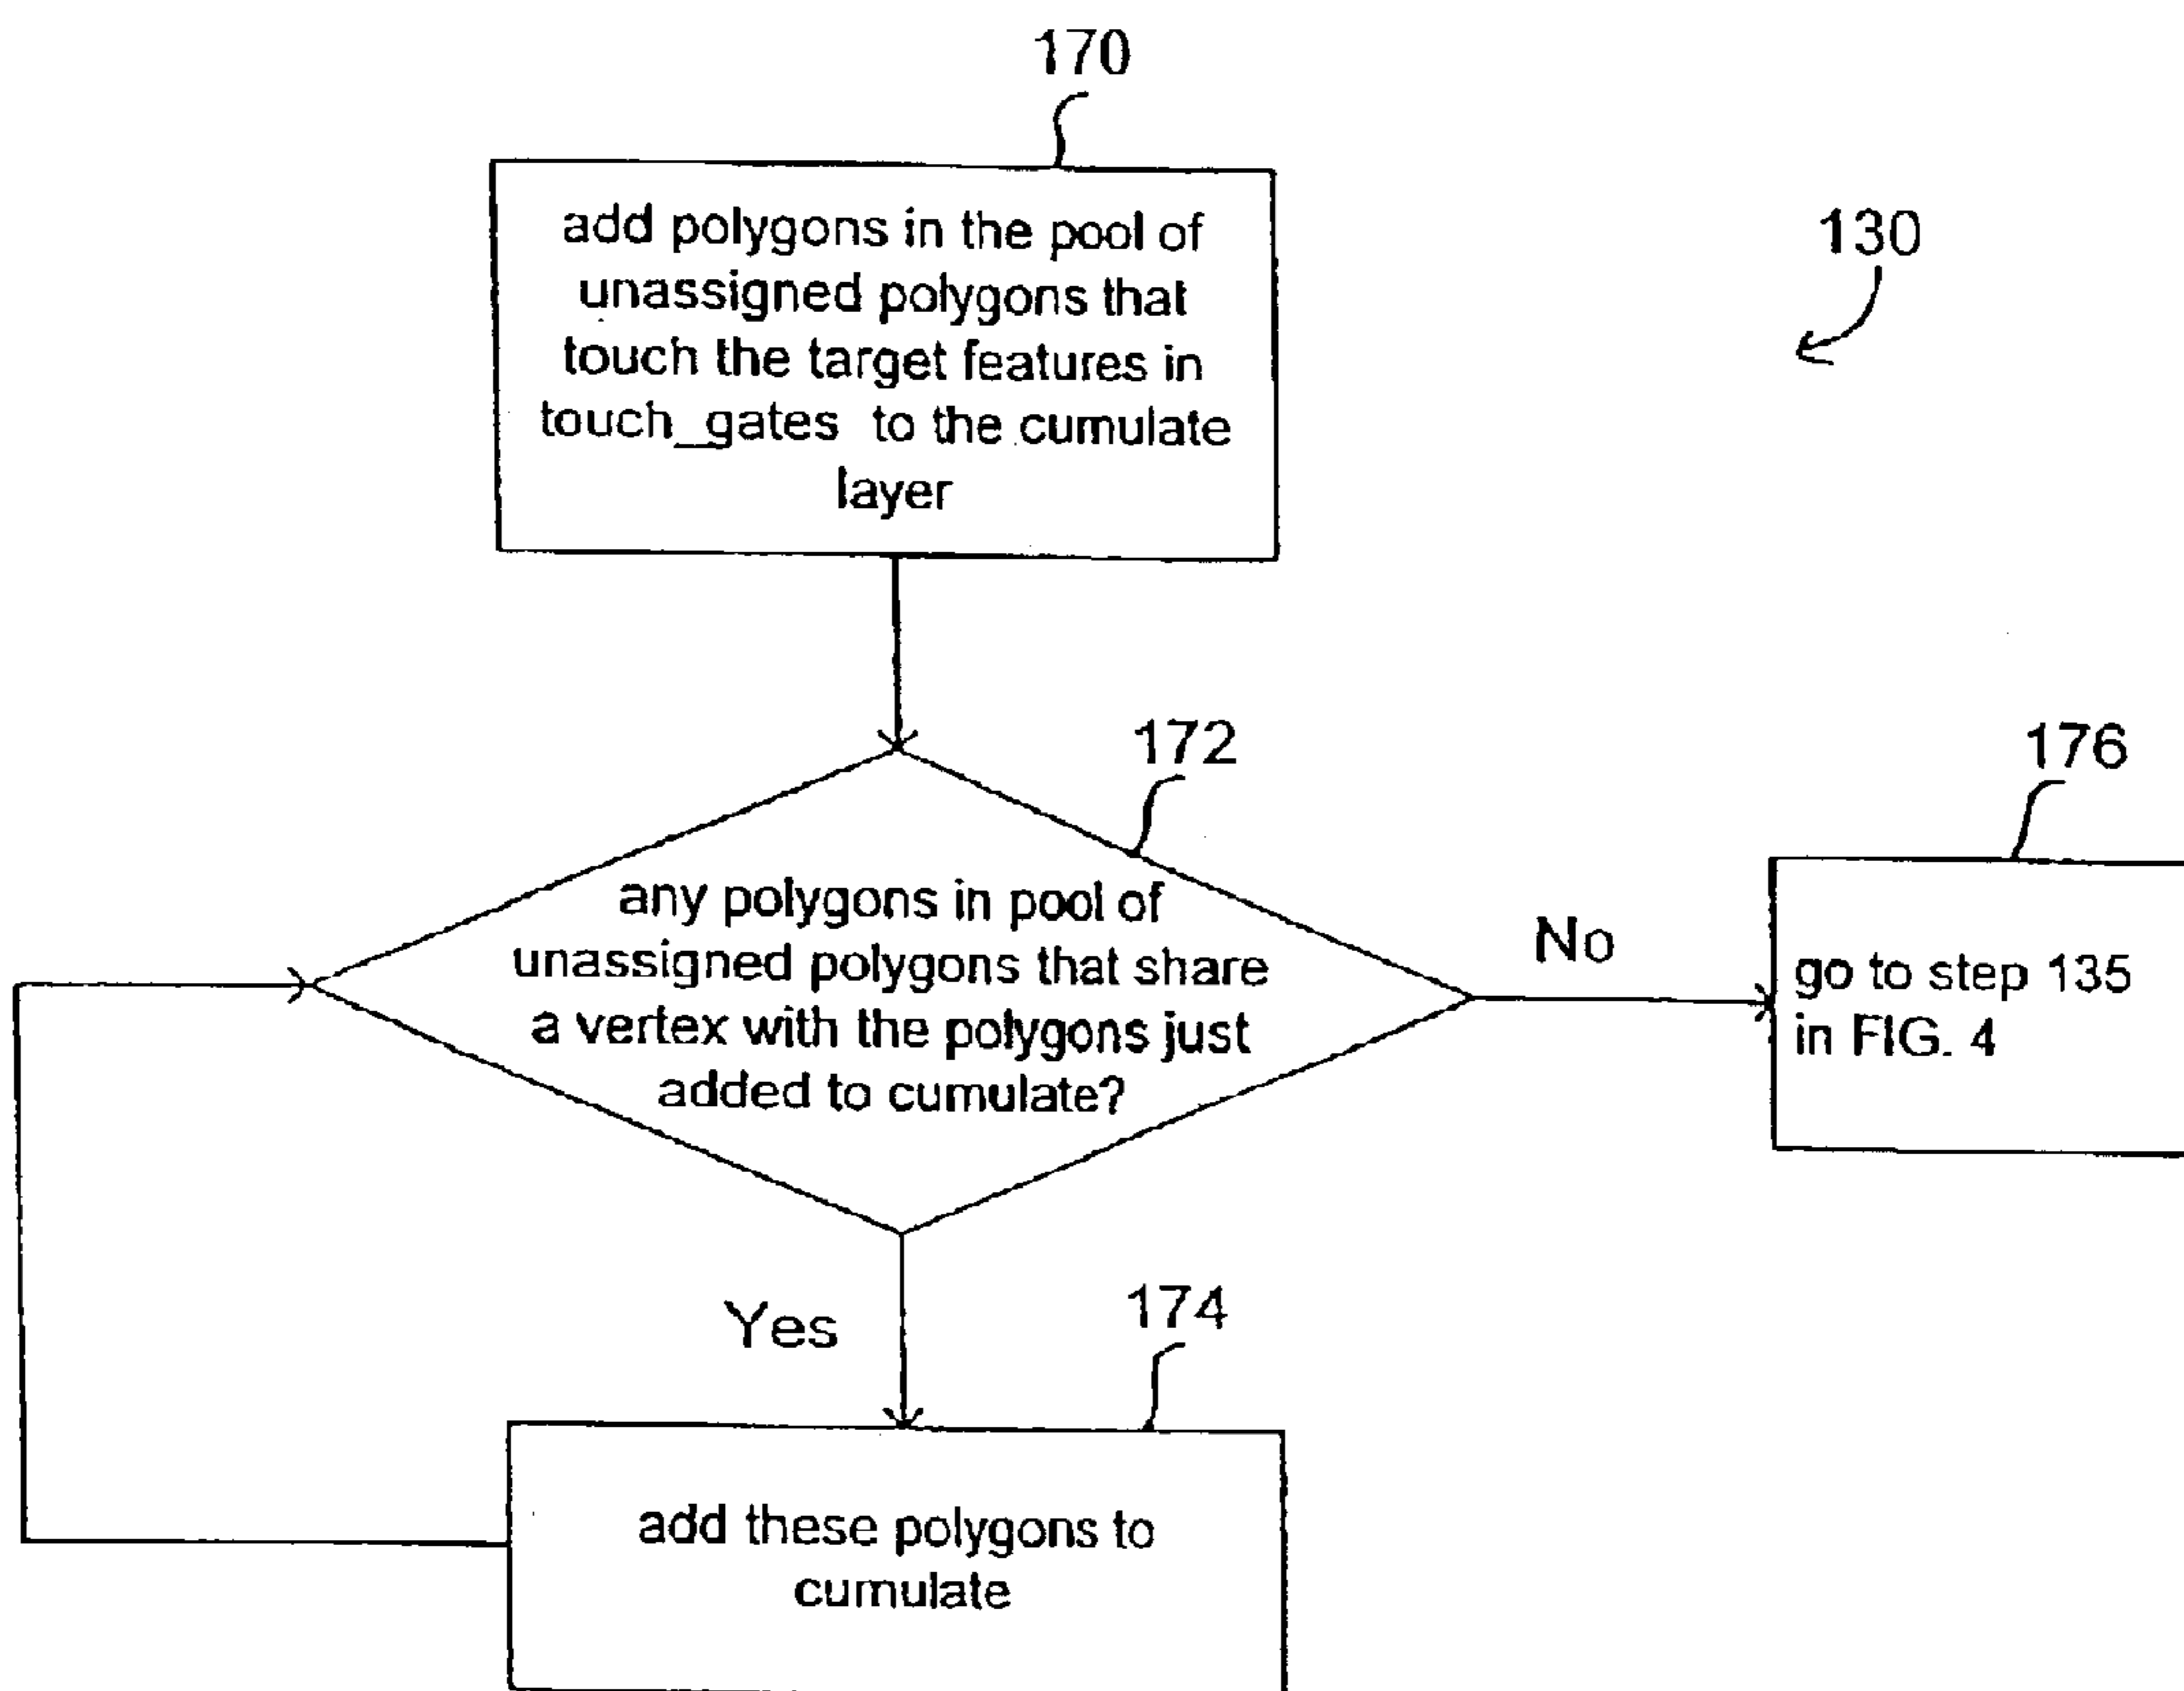 170
add polygons in the pool of
unassigned polygons that
touch the target features in
touch_gates to the cumulate
layer
130
172
any polygons in pool of
unassigned polygons that share
a vertex with the polygons just
added to cumulate?
No
176
go to step 135
in FIG. 4
Yes
174
add these polygons to
cumulate